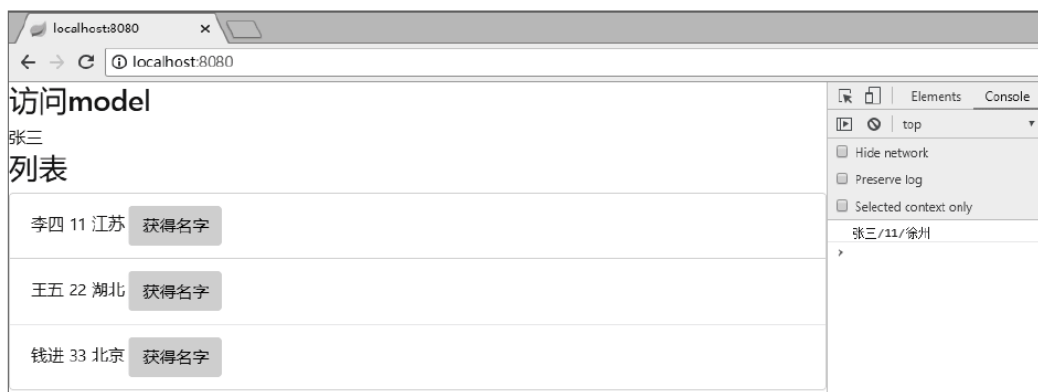 localhost:8080
localhost:8080
访问model
张三
列表
李四 11 江苏 获得名字
王五 22 湖北 获得名字
钱进 33 北京 获得名字
Elements Console
top
Hide network
Preserve log
Selected context only
张三/11/徐州